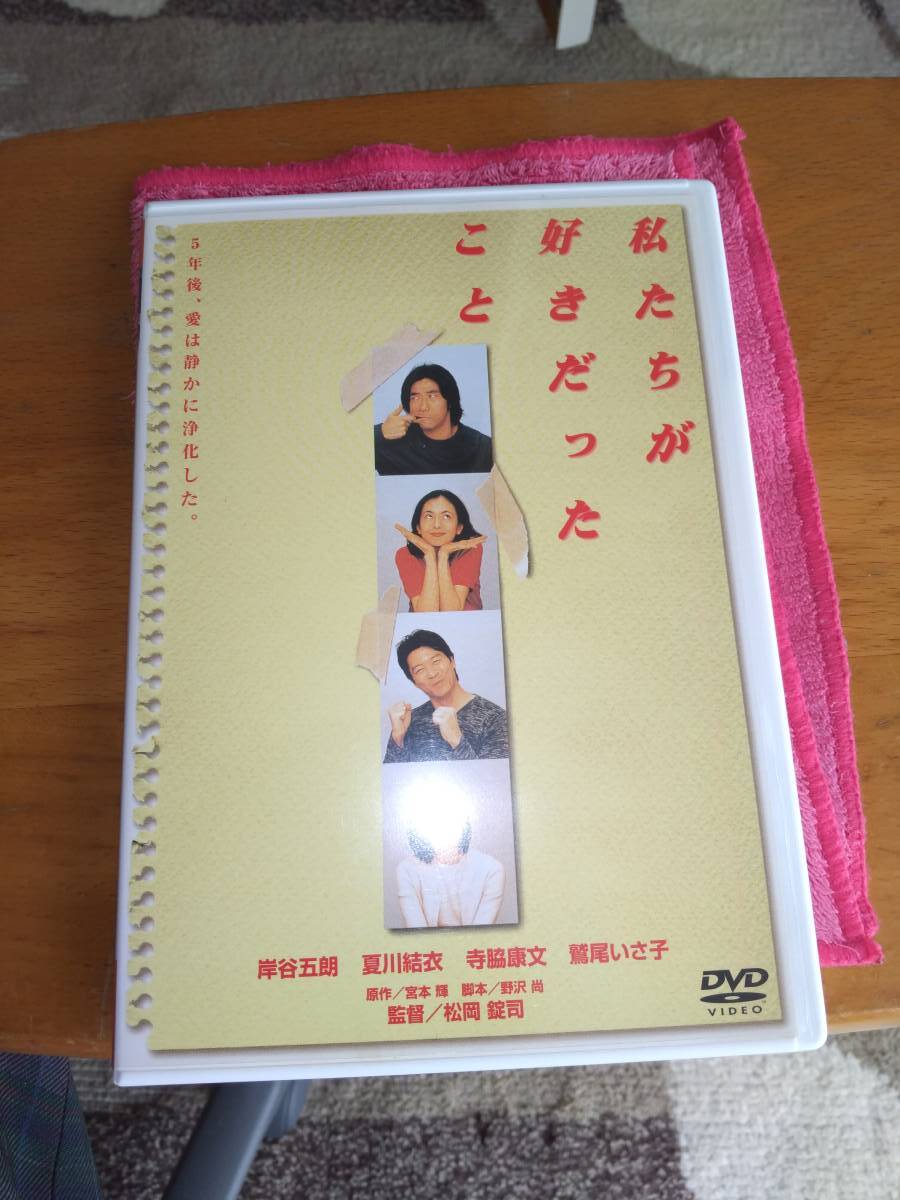 私たちが
好きだった
こと
5年後、愛は静かに浄化した。
岸谷五朗 夏川結衣 寺脇康文 鷲尾いさ子
原作／宮本 輝 脚本／野沢 尚
監督／松岡 錠司
DVD
VIDEO